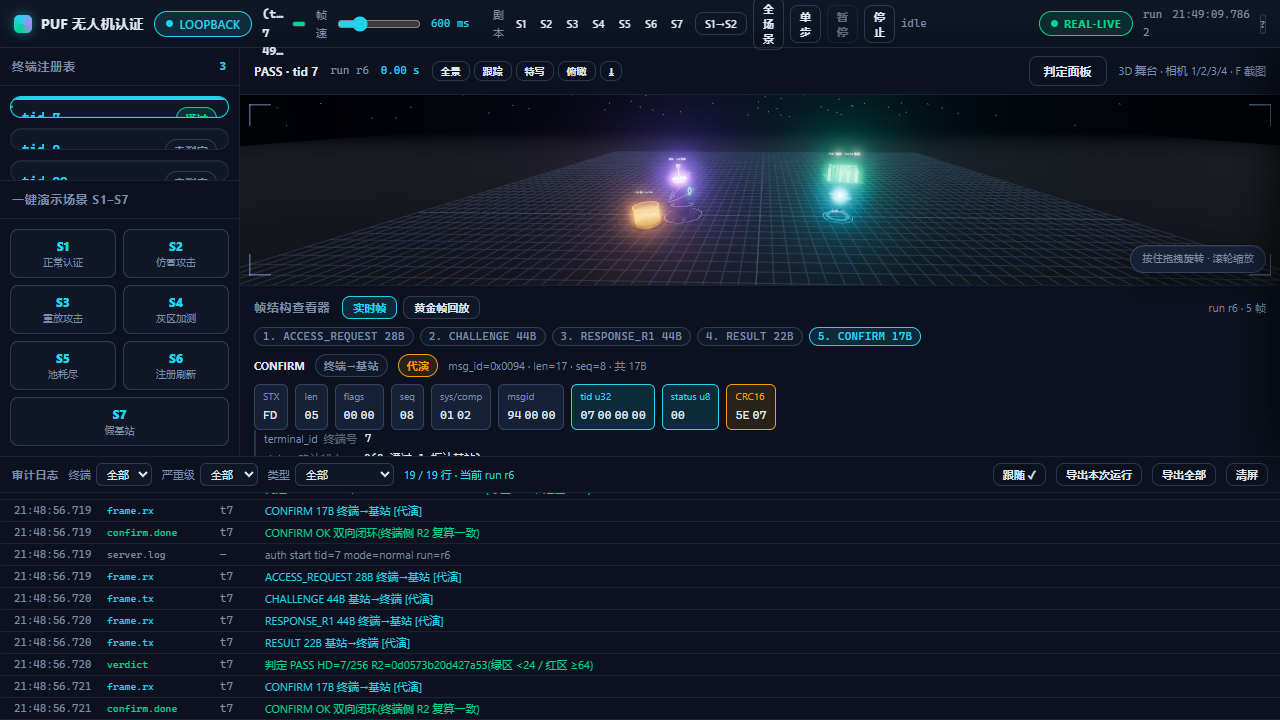 PUF 无人机认证
LOOPBACK
7
帧速
600 ms
剧本
S1 S2 S3 S4 S5 S6 S7
S1→S2
全场景
单步
暂停
停止
idle
REAL-LIVE
run 21:49:09.786
2
?
终端注册表 3
tid 7 通过
PASS · tid 7 run r6 0.00 s 全景 跟踪 特写 俯瞰
判定面板
3D 舞台 · 相机 1/2/3/4 · F 截图
按住拖拽旋转 · 滚轮缩放
一键演示场景 S1–S7
S1
正常认证
S2
仿冒攻击
S3
重放攻击
S4
灰区加测
S5
池耗尽
S6
注册刷新
S7
假基站
帧结构查看器 实时帧 黄金帧回放 run r6 · 5 帧
1. ACCESS_REQUEST 28B
2. CHALLENGE 44B
3. RESPONSE_R1 44B
4. RESULT 22B
5. CONFIRM 17B
CONFIRM 终端→基站 代演 msg_id=0x0094 · len=17 · seq=8 · 共 17B
STX
FD
len
05
flags
00 00
seq
08
sys/comp
01 02
msgid
94 00 00
tid u32
07 00 00 00
status u8
00
CRC16
5E 07
terminal_id 终端号 7
审计日志 终端 全部 严重级 全部 类型 全部 19 / 19 行 · 当前 run r6
跟随 ✓ 导出本次运行 导出全部 清屏
21:48:56.719 frame.rx t7 CONFIRM 17B 终端→基站 [代演]
21:48:56.719 confirm.done t7 CONFIRM OK 双向闭环(终端侧 R2 复算一致)
21:48:56.719 server.log — auth start tid=7 mode=normal run=r6
21:48:56.719 frame.rx t7 ACCESS_REQUEST 28B 终端→基站 [代演]
21:48:56.720 frame.tx t7 CHALLENGE 44B 基站→终端 [代演]
21:48:56.720 frame.rx t7 RESPONSE_R1 44B 终端→基站 [代演]
21:48:56.720 frame.tx t7 RESULT 22B 基站→终端 [代演]
21:48:56.720 verdict t7 判定 PASS HD=7/256 R2=0d0573b20d427a53(绿区 <24 / 红区 ≥64)
21:48:56.721 frame.rx t7 CONFIRM 17B 终端→基站 [代演]
21:48:56.721 confirm.done t7 CONFIRM OK 双向闭环(终端侧 R2 复算一致)